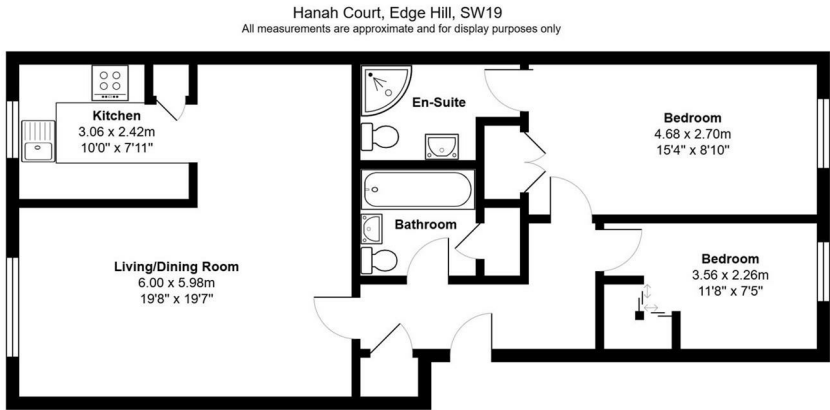 Hanah Court, Edge Hill, SW19
All measurements are approximate and for display purposes only
Kitchen
3.06 x 2.42m
10'0" x 7'11"
En-Suite
Bedroom
4.68 x 2.70m
15'4" x 8'10"
Bathroom
Living/Dining Room
6.00 x 5.98m
19'8" x 19'7"
Bedroom
3.56 x 2.26m
11'8" x 7'5"